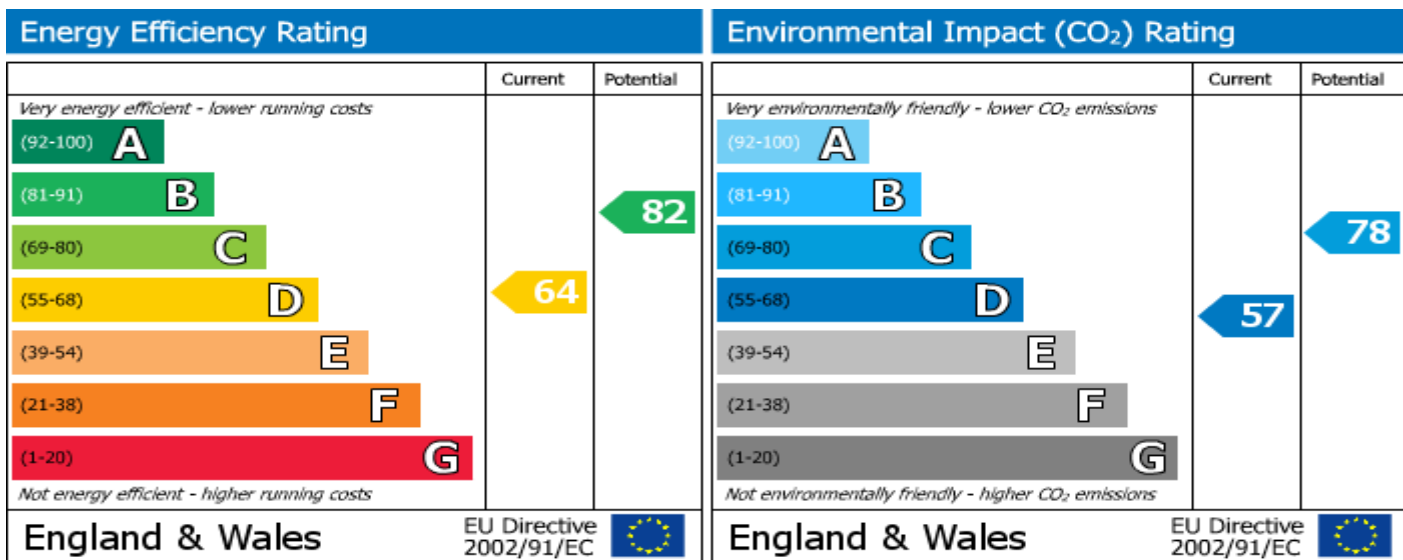 Energy Efficiency Rating
Current Potential
Very energy efficient - lower running costs
(92-100) A
(81-91) B
(69-80) C
(55-68) D
(39-54) E
(21-38) F
(1-20) G
82
64
Not energy efficient - higher running costs
England & Wales
EU Directive
2002/91/EC
Environmental Impact (CO₂) Rating
Current Potential
Very environmentally friendly - lower CO₂ emissions
(92-100) A
(81-91) B
(69-80) C
(55-68) D
(39-54) E
(21-38) F
(1-20) G
78
57
Not environmentally friendly - higher CO₂ emissions
England & Wales
EU Directive
2002/91/EC